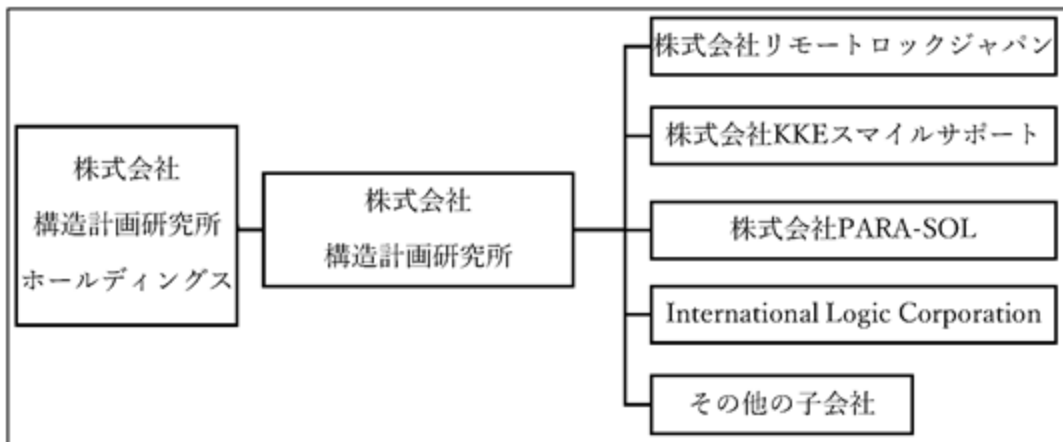 株式会社
構造計画研究所
ホールディングス
株式会社
構造計画研究所
株式会社リモートロックジャパン
株式会社KKEスマイルサポート
株式会社PARA-SOL
International Logic Corporation
その他の子会社